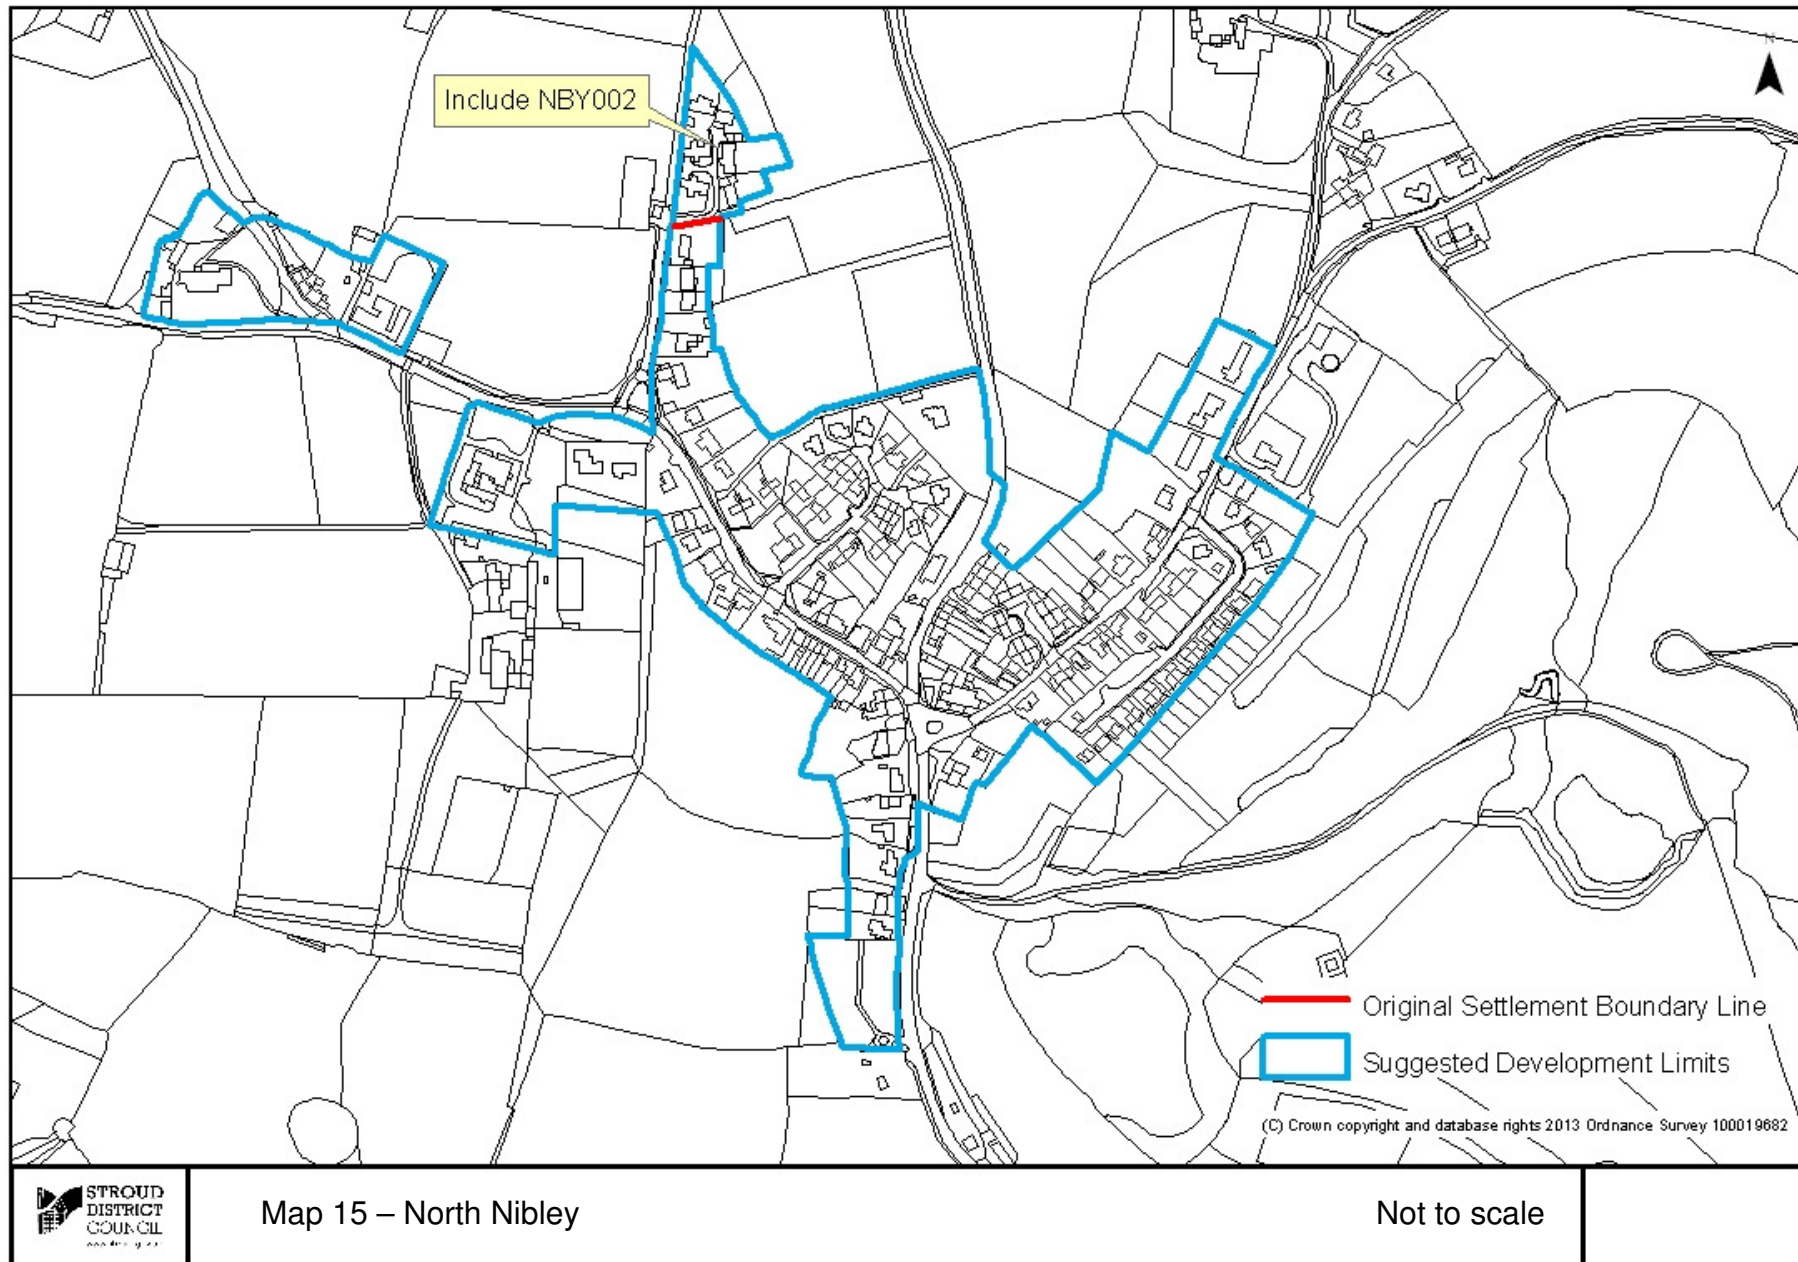 N
Include NBY002
Original Settlement Boundary Line
Suggested Development Limits
(C) Crown copyright and database rights 2013 Ordnance Survey 100019682
STROUD
DISTRICT
COUNCIL
Map 15 – North Nibley
Not to scale